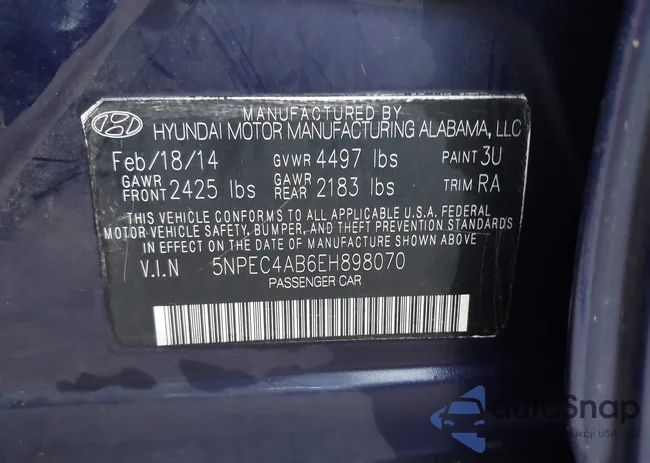 MANUFACTURED BY
HYUNDAI MOTOR MANUFACTURING ALABAMA, LLC
Feb/18/14 GVWR 4497 lbs PAINT 3U
GAWR FRONT 2425 lbs GAWR REAR 2183 lbs TRIM RA
THIS VEHICLE CONFORMS TO ALL APPLICABLE U.S.A. FEDERAL
MOTOR VEHICLE SAFETY, BUMPER, AND THEFT PREVENTION STANDARDS
IN EFFECT ON THE DATE OF MANUFACTURE SHOWN ABOVE
V.I.N 5NPEC4AB6EH898070
PASSENGER CAR
autoSnap
ukcji USA